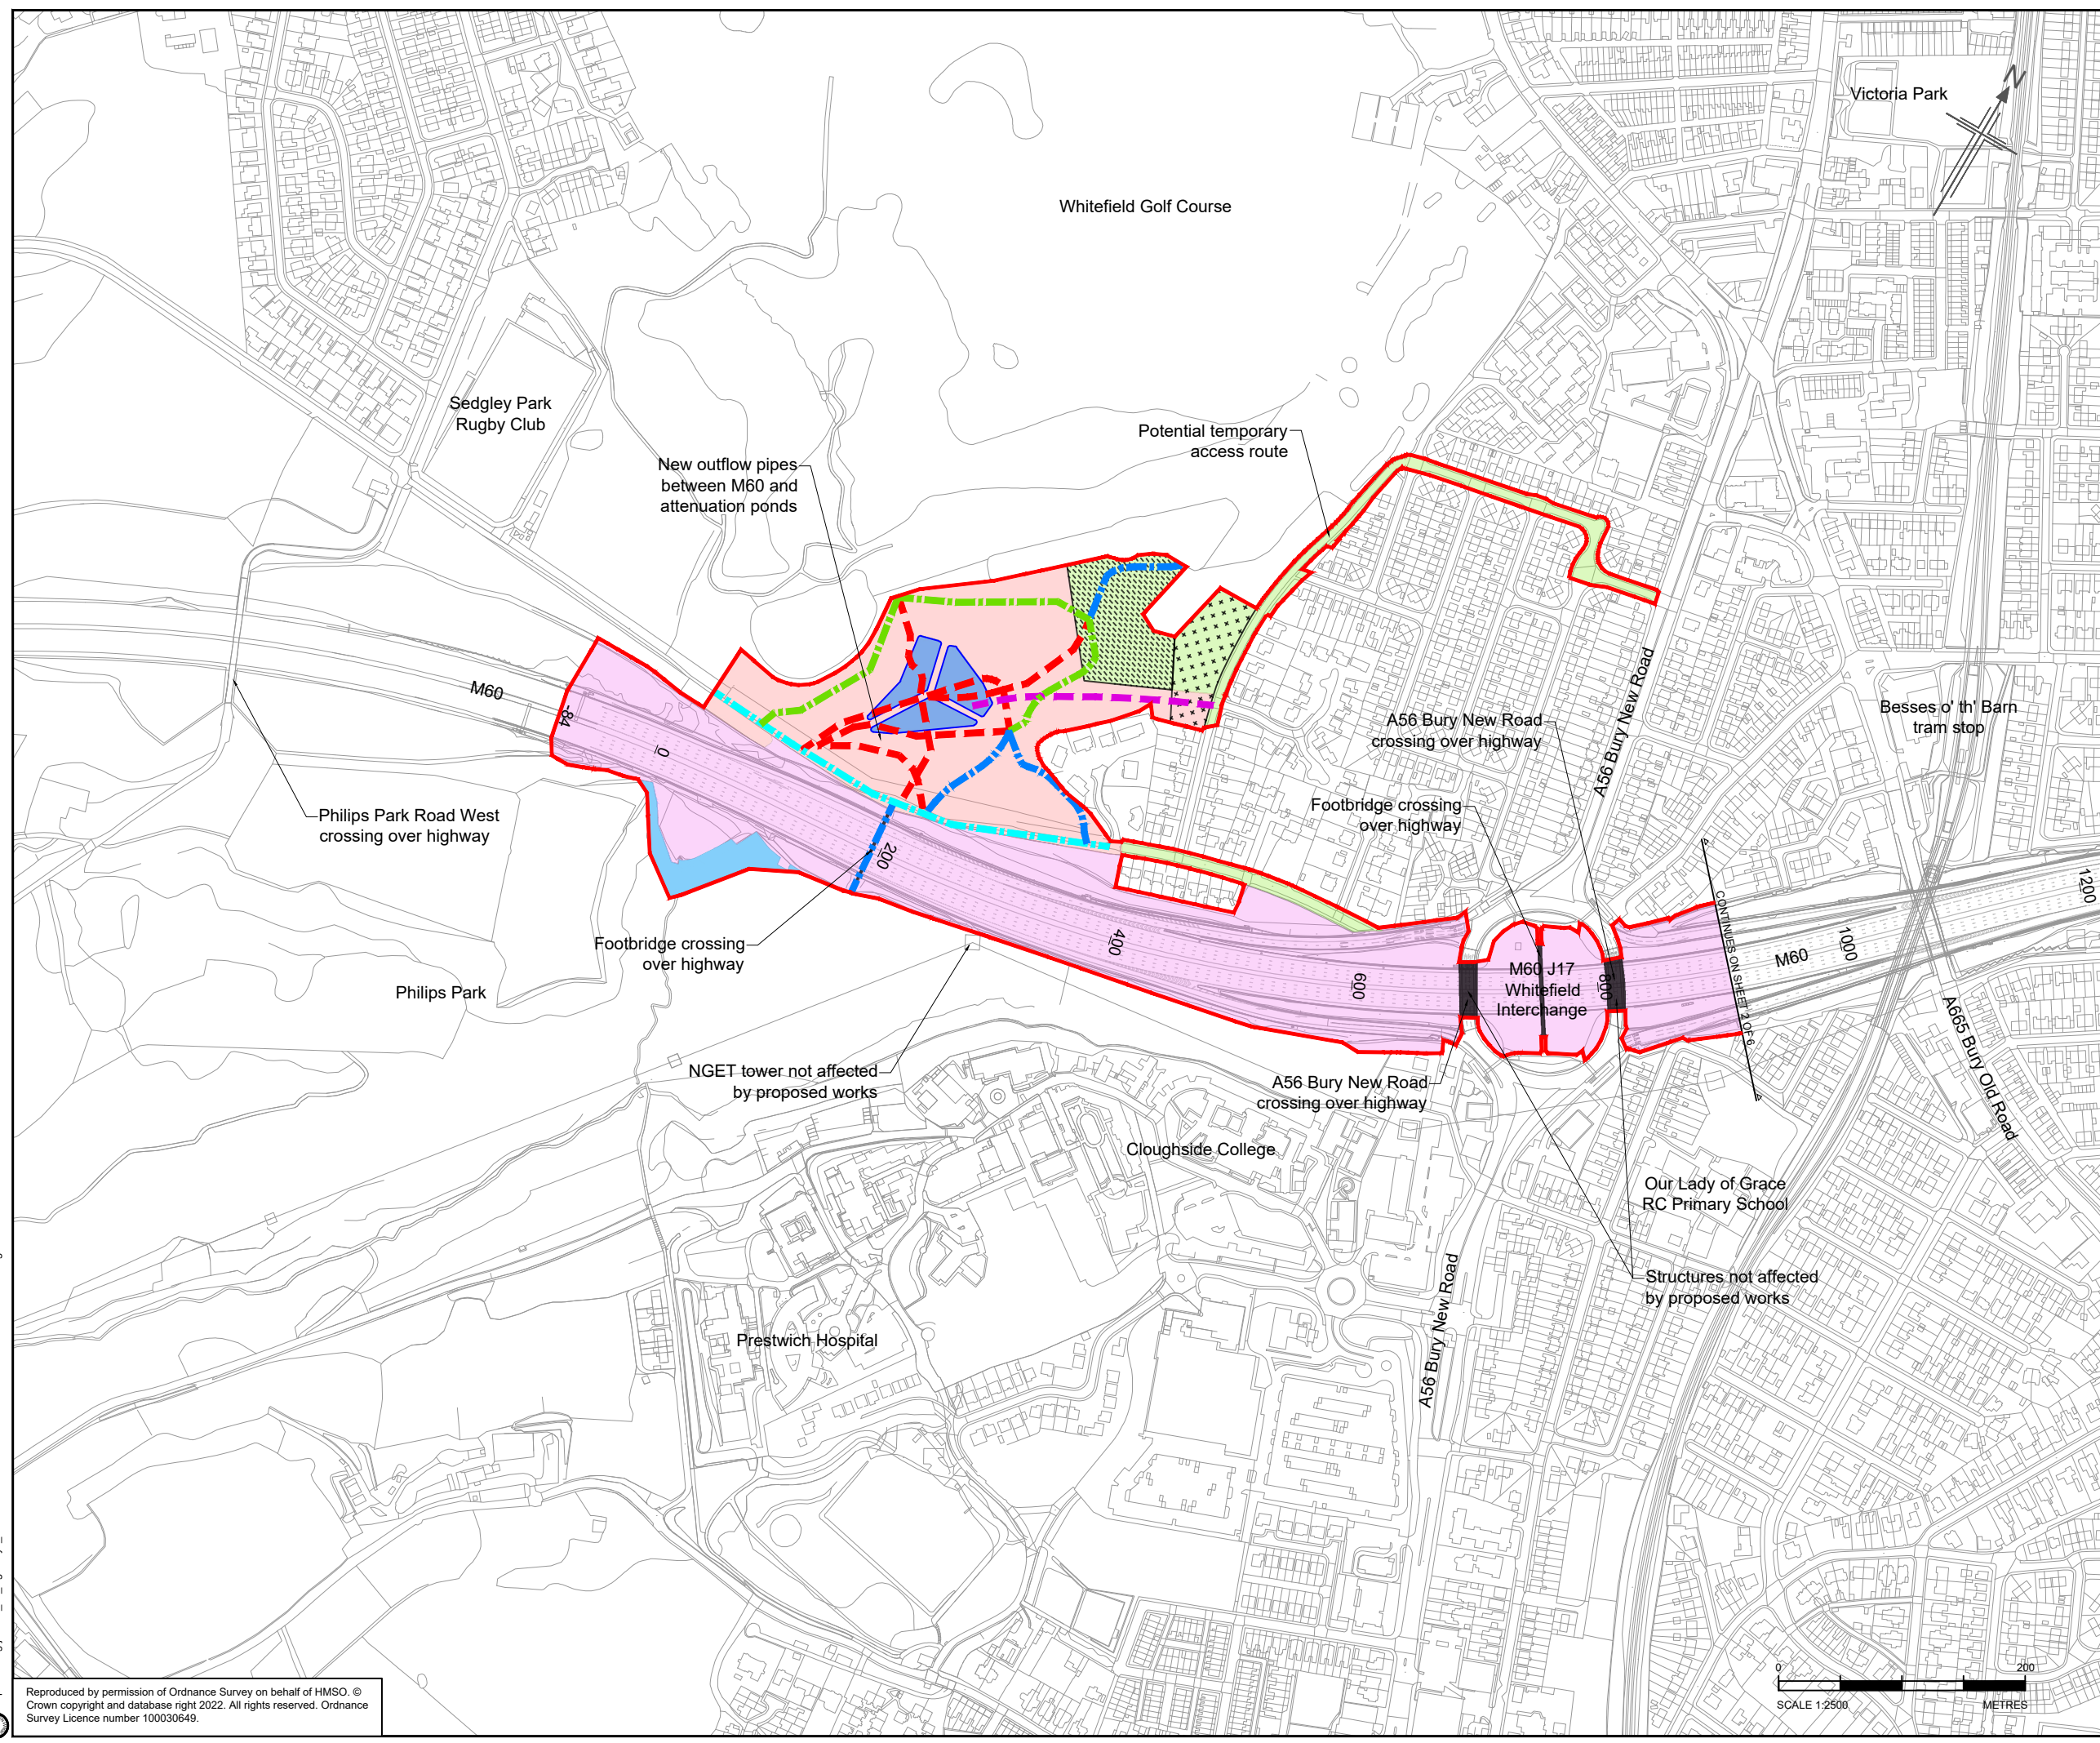 Victoria Park
N
Whitefield Golf Course
Sedgley Park
Rugby Club
Potential temporary
access route
New outflow pipes
between M60 and
attenuation ponds
M60
-84
0
A56 Bury New Road
Besses o' th' Barn
tram stop
A56 Bury New Road
crossing over highway
Philips Park Road West
crossing over highway
Footbridge crossing
over highway
200
400
600
800
1000
1200
CONTINUES ON SHEET 2 OF 6
M60
M60 J17
Whitefield
Interchange
Footbridge crossing
over highway
Philips Park
A665 Bury Old Road
NGET tower not affected
by proposed works
A56 Bury New Road
crossing over highway
Cloughside College
Our Lady of Grace
RC Primary School
Structures not affected
by proposed works
A56 Bury New Road
Prestwich Hospital
0
200
SCALE 1:2500
METRES
Reproduced by permission of Ordnance Survey on behalf of HMSO. ©
Crown copyright and database right 2022. All rights reserved. Ordnance
Survey Licence number 100030649.